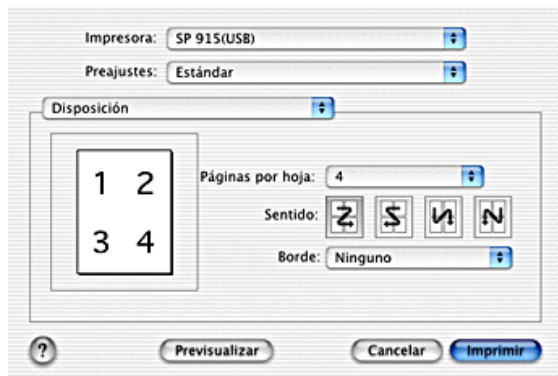 Impresora: SP 915(USB)
Preajustes: Estándar
Disposición
1 2
3 4
Páginas por hoja: 4
Sentido:
Borde: Ninguno
? Previsualizar Cancelar Imprimir